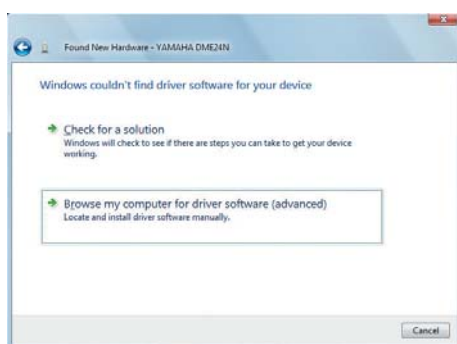 Found New Hardware - YAMAHA DME24N
Windows couldn't find driver software for your device
Check for a solution
Windows will check to see if there are steps you can take to get your device
working.
Browse my computer for driver software (advanced)
Locate and install driver software manually.
Cancel